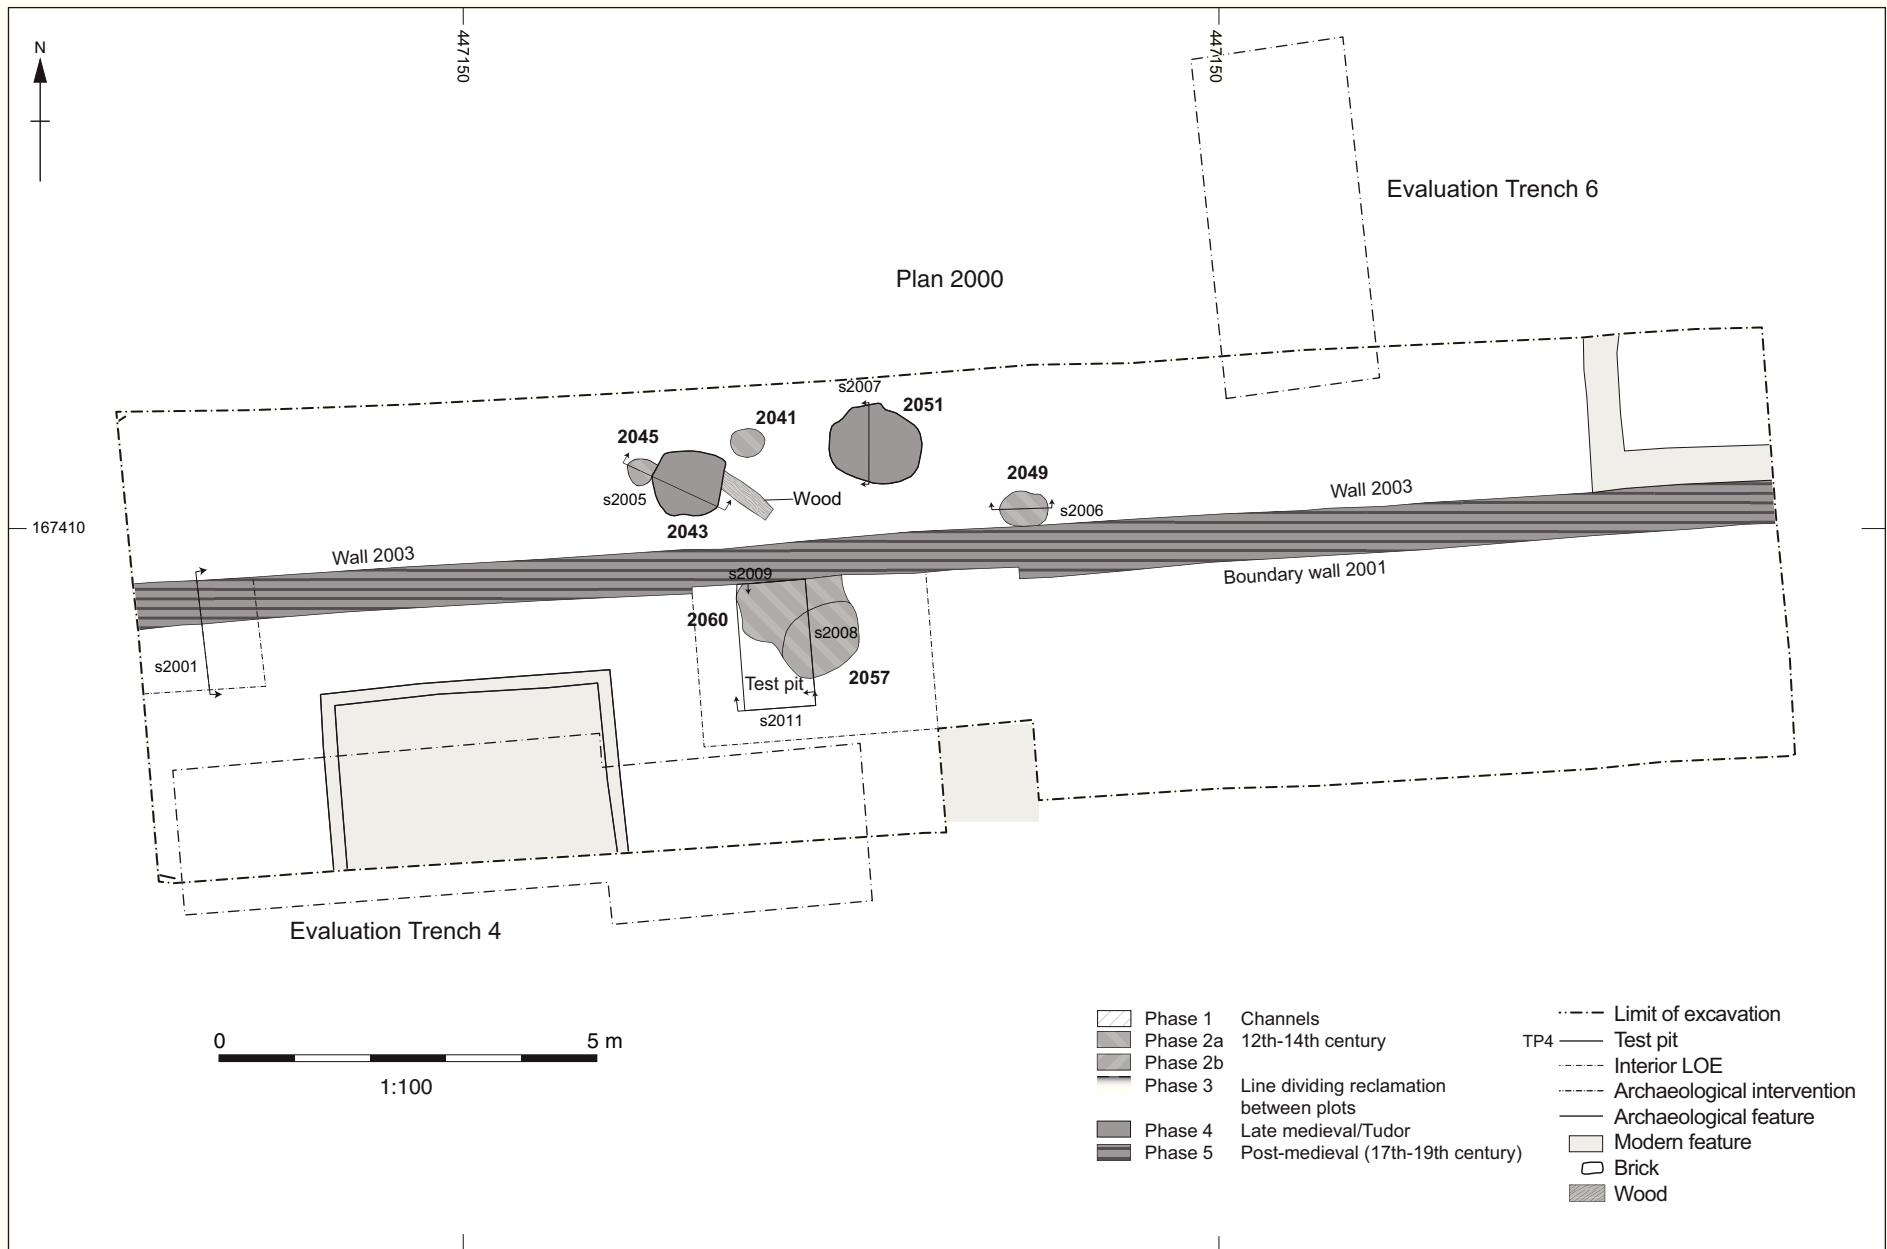 N
447150
447150
Evaluation Trench 6
Plan 2000
s2007
2051
2041
2045
2049
s2005
Wood
s2006
Wall 2003
2043
167410
Wall 2003
Boundary wall 2001
s2009
2060
s2008
s2001
2057
Test pit
s2011
Evaluation Trench 4
0 5 m
1:100
Phase 1 Channels
Phase 2a 12th-14th century
Phase 2b
Phase 3 Line dividing reclamation
between plots
Phase 4 Late medieval/Tudor
Phase 5 Post-medieval (17th-19th century)
Limit of excavation
TP4 Test pit
Interior LOE
Archaeological intervention
Archaeological feature
Modern feature
Brick
Wood